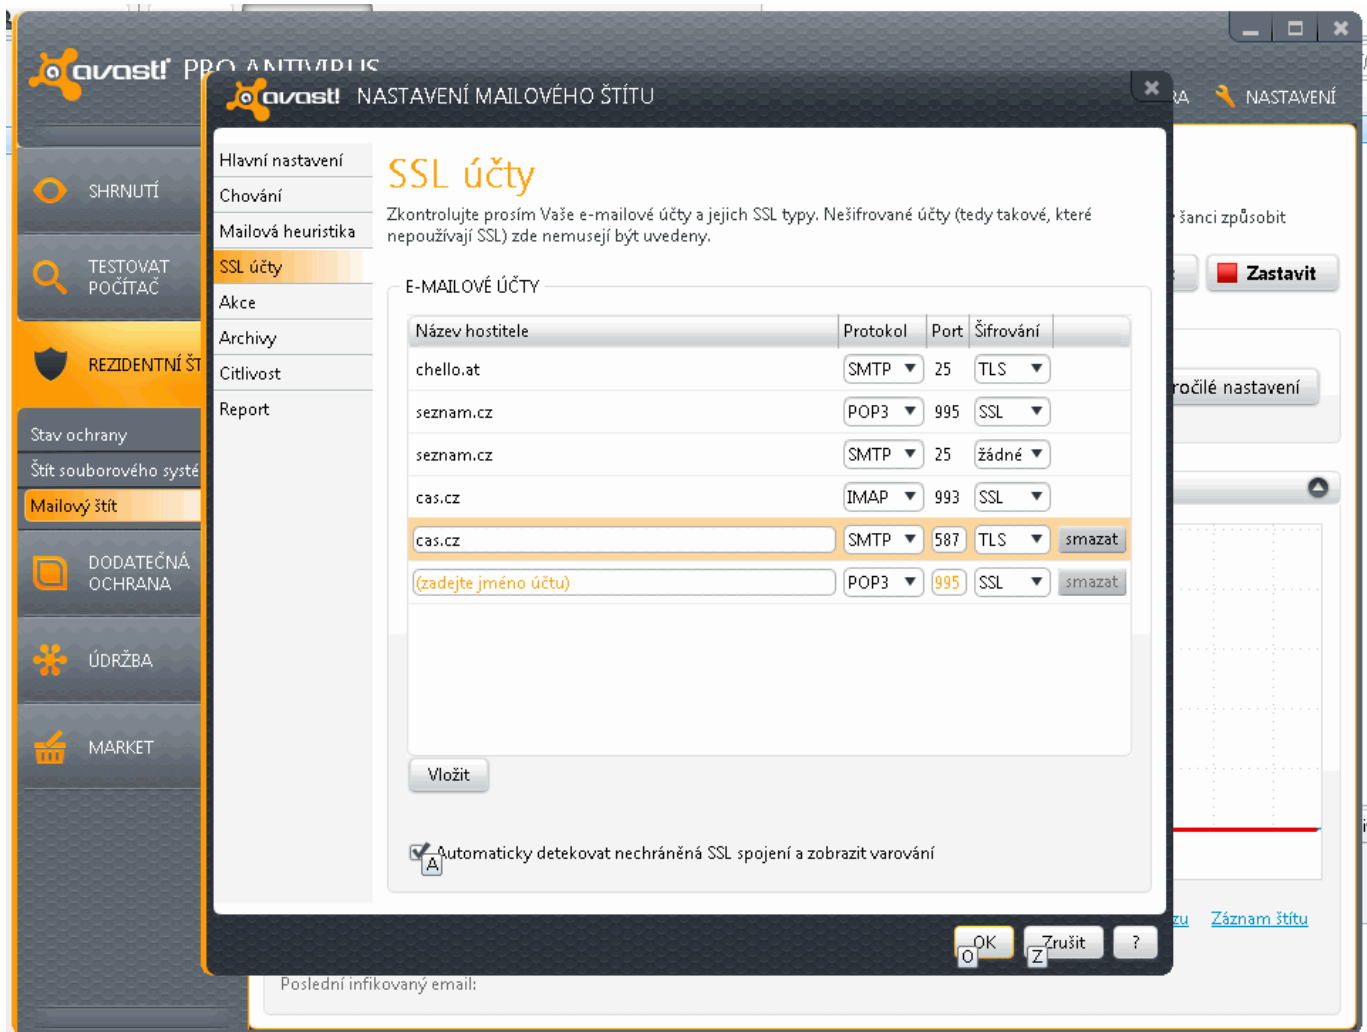 avast! PRO ANTIVIRUS
NASTAVENÍ
SHRNUTÍ
TESTOVAT
POČÍTAČ
REZIDENTNÍ ŠT
Stav ochrany
Štít souborového systé
Mailový štít
DODATEČNÁ
OCHRANA
ÚDRŽBA
MARKET
avast! NASTAVENÍ MAILOVÉHO ŠTÍTU
Hlavní nastavení
Chování
Mailová heuristika
SSL účty
Akce
Archivy
Citlivost
Report
SSL účty
Zkontrolujte prosím Vaše e-mailové účty a jejich SSL typy. Nešifrované účty (tedy takové, které
nepoužívají SSL) zde nemusejí být uvedeny.
E-MAILOVÉ ÚČTY
Název hostitele Protokol Port Šifrování
chello.at SMTP 25 TLS
seznam.cz POP3 995 SSL
seznam.cz SMTP 25 žádné
cas.cz IMAP 993 SSL
cas.cz SMTP 587 TLS smazat
(zadejte jméno účtu) POP3 995 SSL smazat
Vložit
Automaticky detekovat nechráněná SSL spojení a zobrazit varování
A
OK Zrušit ?
O Z
šanci způsobit
Zastavit
ročilé nastavení
zu Záznam štítu
Poslední infikovaný email: